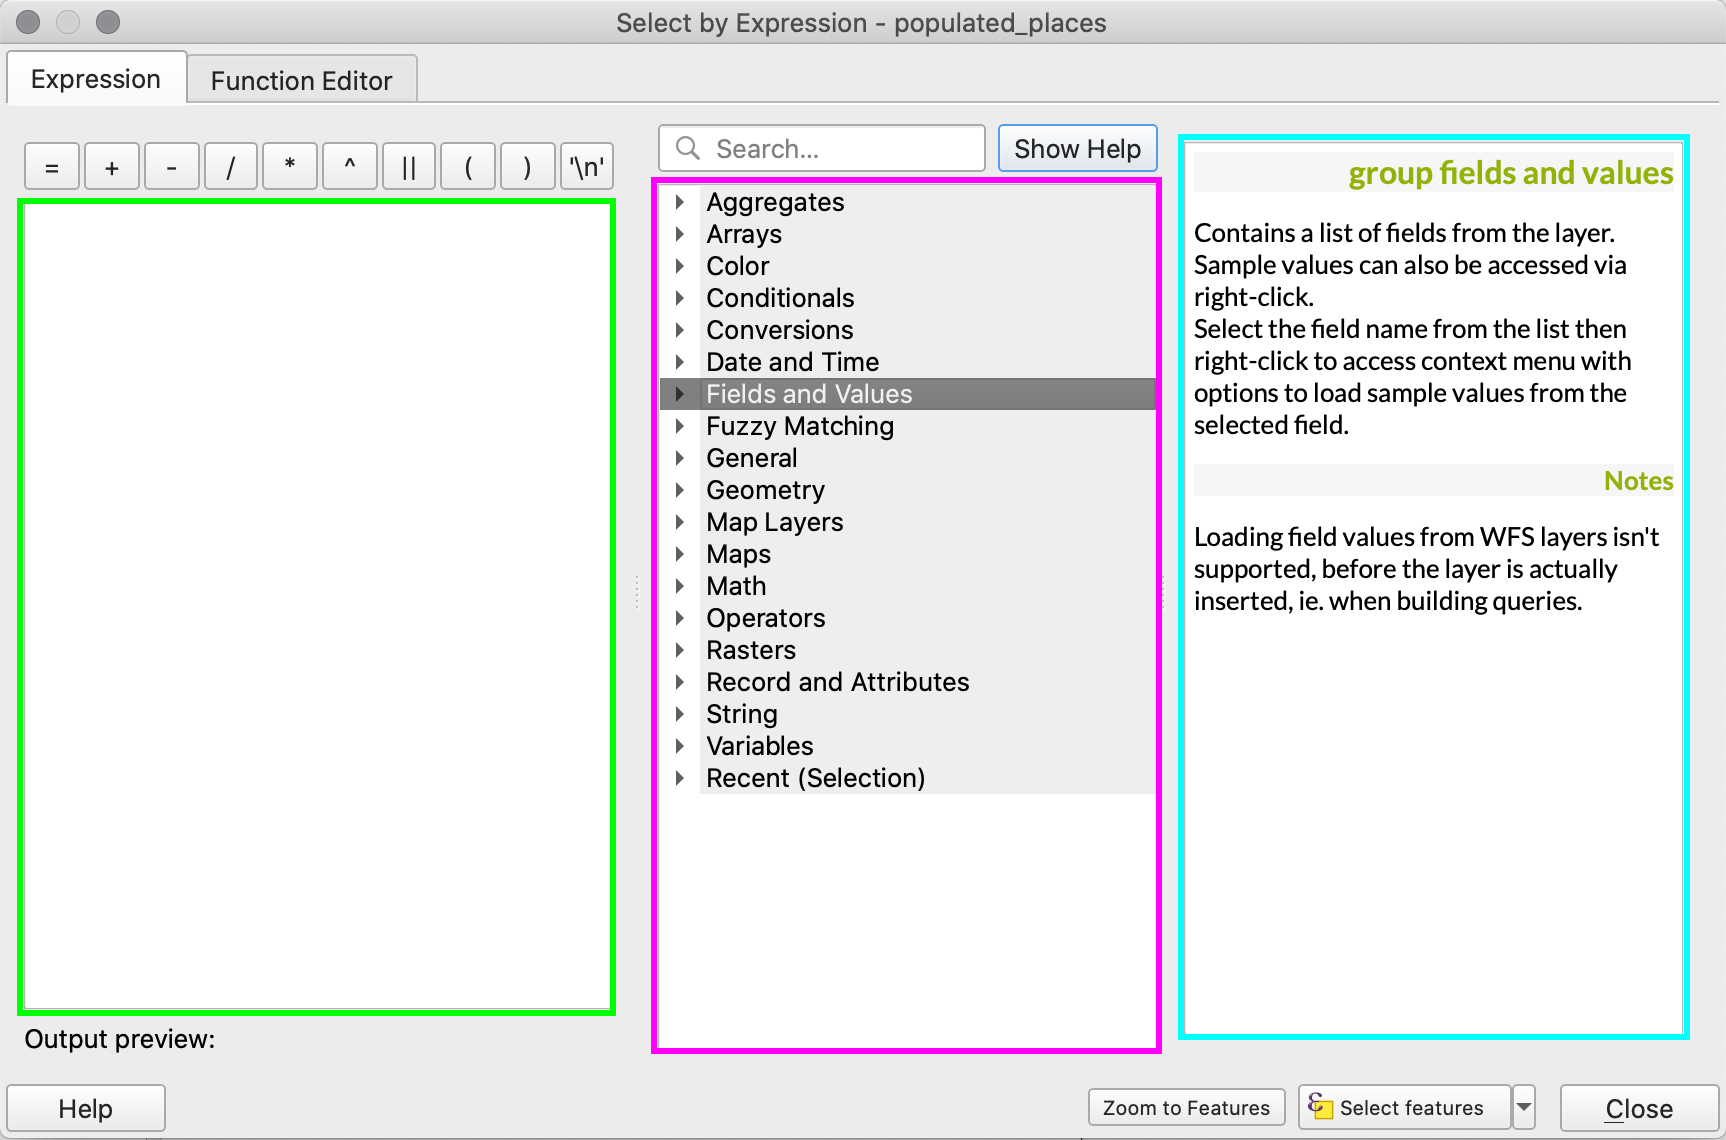 Select by Expression - populated_places
Expression
Function Editor
= + - / * ^ || ( ) '\n'
Search...
Show Help
Aggregates
Arrays
Color
Conditionals
Conversions
Date and Time
Fields and Values
Fuzzy Matching
General
Geometry
Map Layers
Maps
Math
Operators
Rasters
Record and Attributes
String
Variables
Recent (Selection)
group fields and values
Contains a list of fields from the layer.
Sample values can also be accessed via
right-click.
Select the field name from the list then
right-click to access context menu with
options to load sample values from the
selected field.
Notes
Loading field values from WFS layers isn't
supported, before the layer is actually
inserted, ie. when building queries.
Output preview:
Help
Zoom to Features
Select features
Close